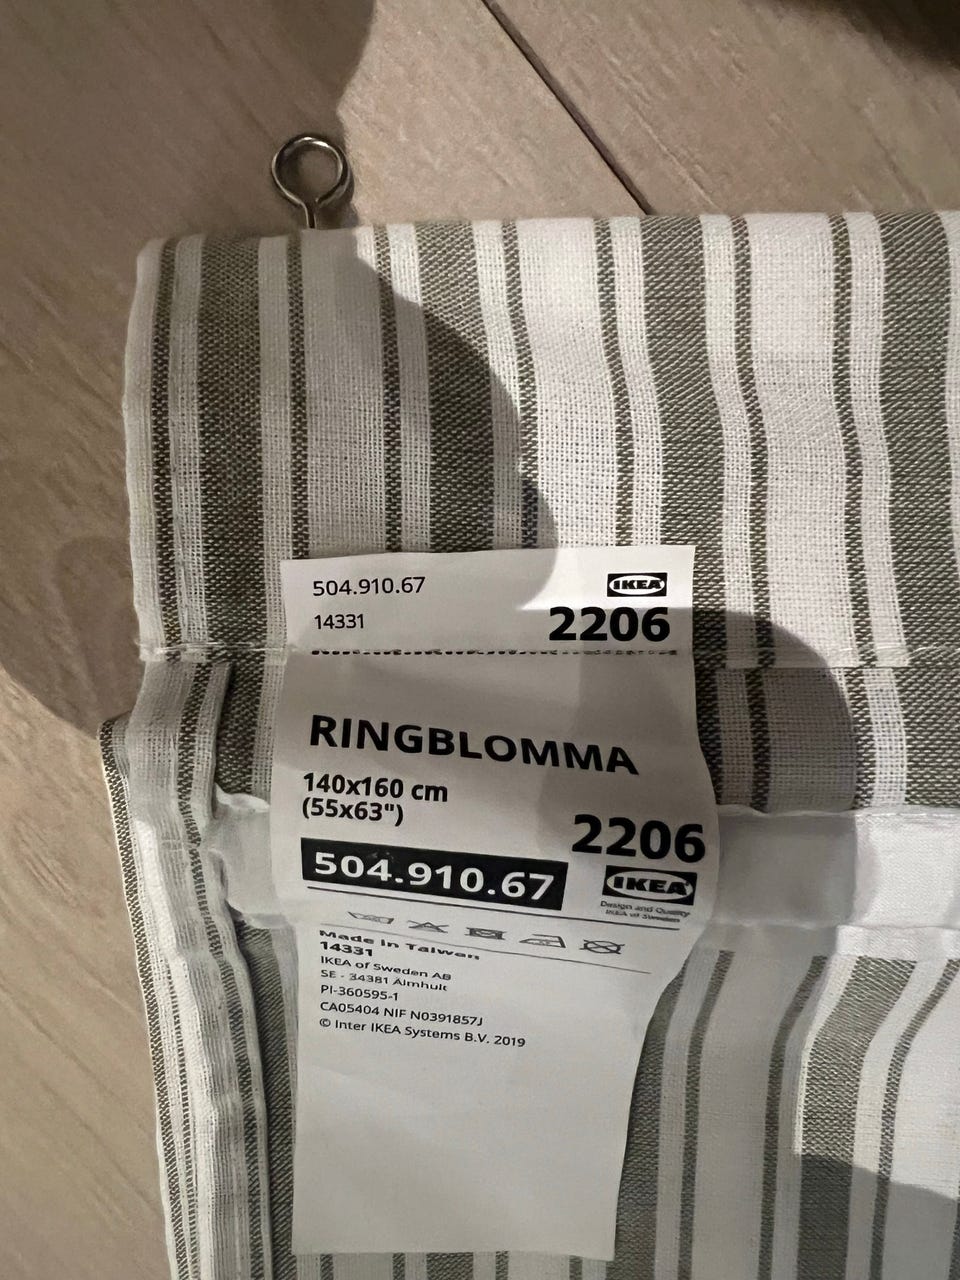 504.910.67
IKEA
14331
2206
RINGBLOMMA
140x160 cm
(55x63")
2206
504.910.67
IKEA
Design and Quality
IKEA of Sweden
Made in Taiwan
14331
IKEA of Sweden AB
SE - 34381 Älmhult
PI-360595-1
CA05404 NIF N0391857J
© Inter IKEA Systems B.V. 2019